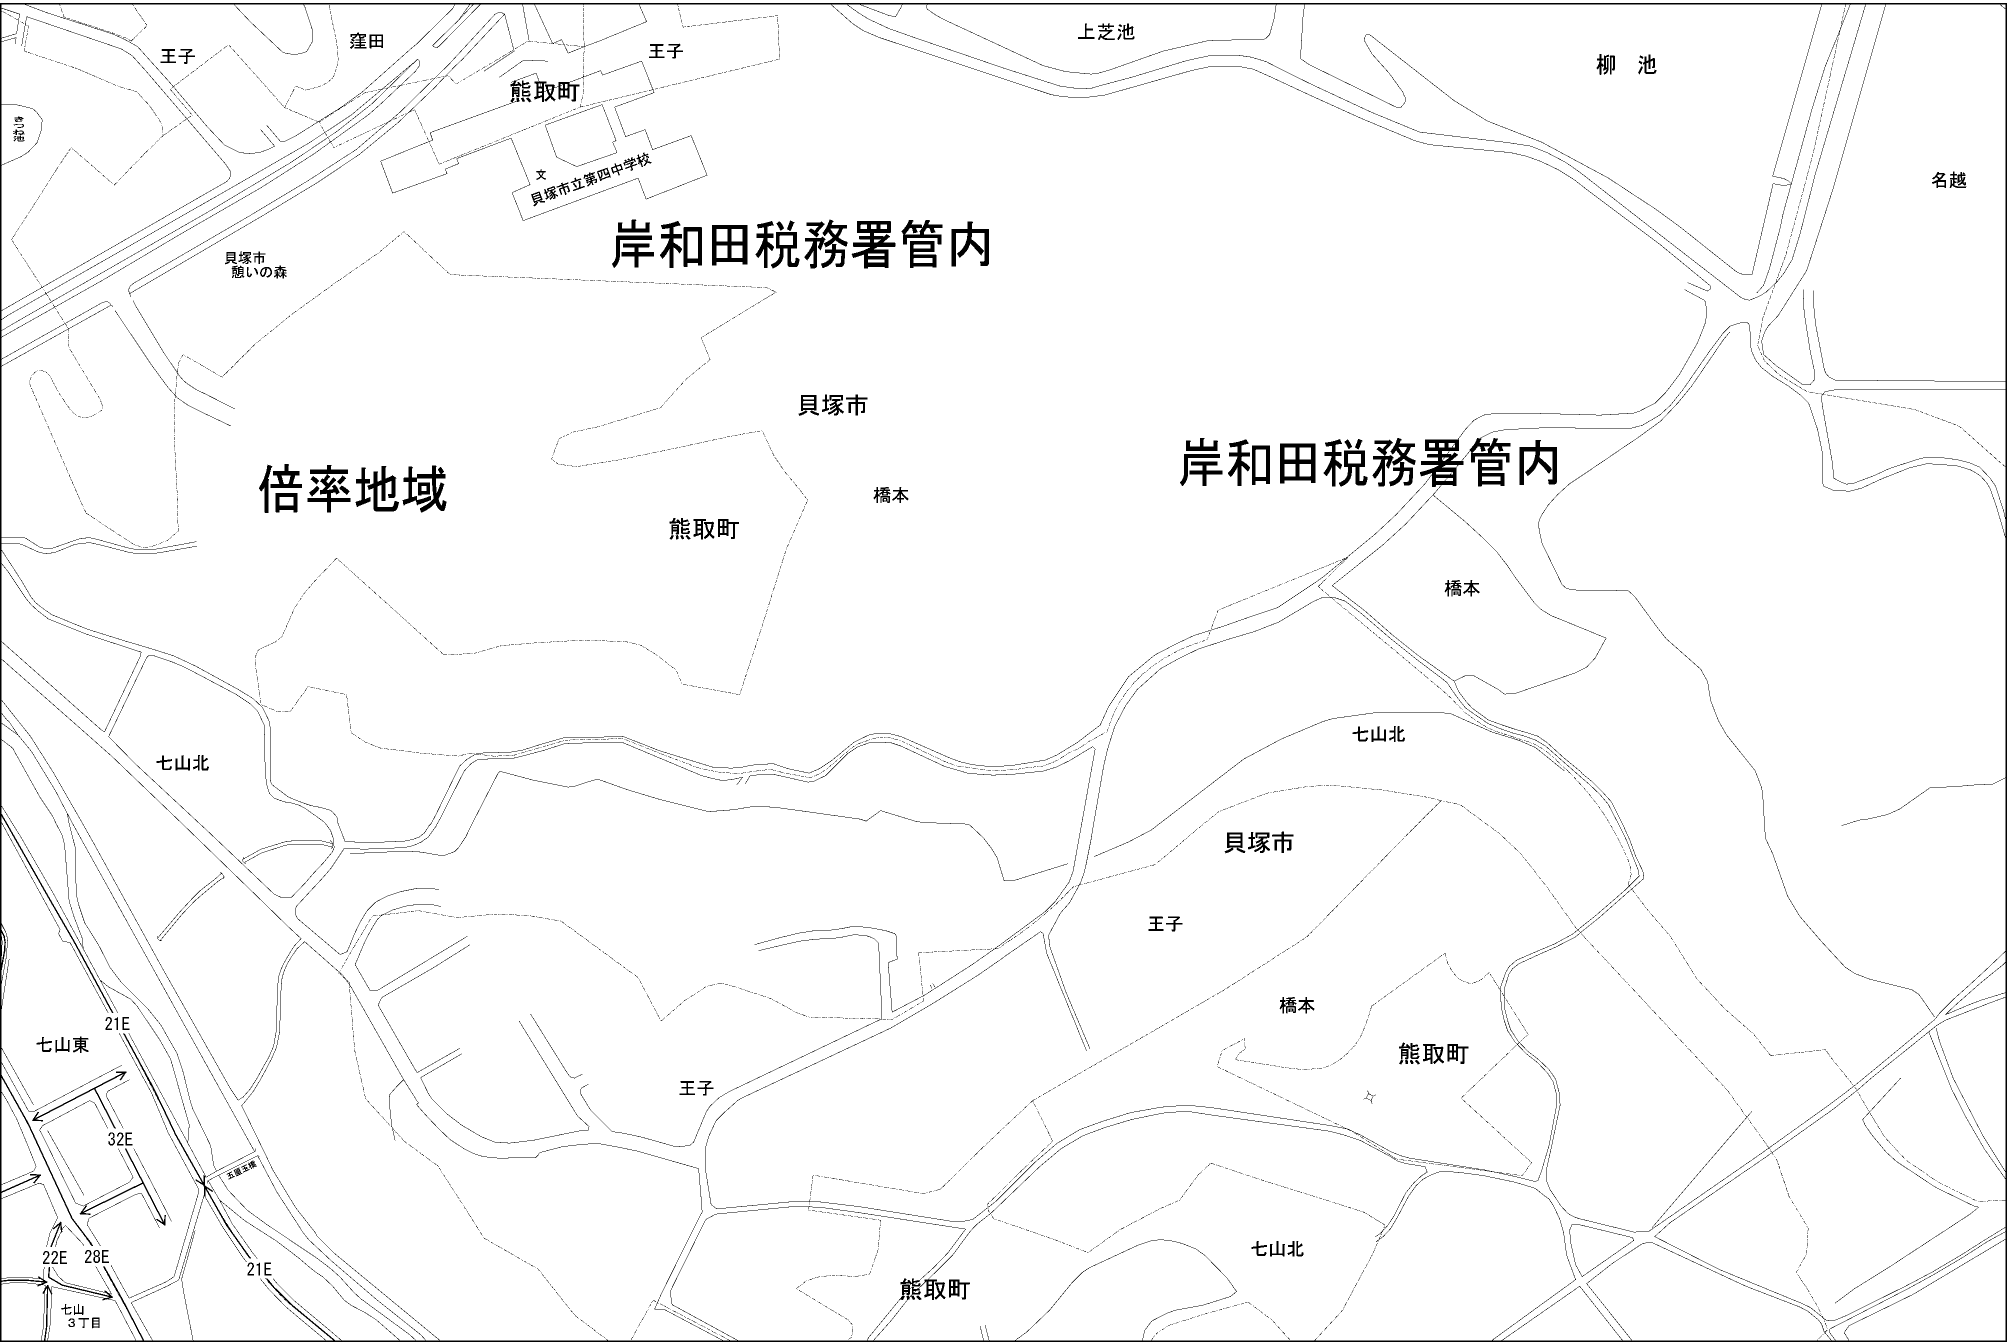 王子
窪田
熊取町
王子
上芝池
柳　池
きつね池
文
貝塚市立第四中学校
名越
岸和田税務署管内
貝塚市
憩いの森
貝塚市
岸和田税務署管内
倍率地域
橋本
熊取町
橋本
七山北
七山北
貝塚市
王子
橋本
21E
七山東
熊取町
王子
32E
七山北
22E
28E
21E
熊取町
七山
3丁目